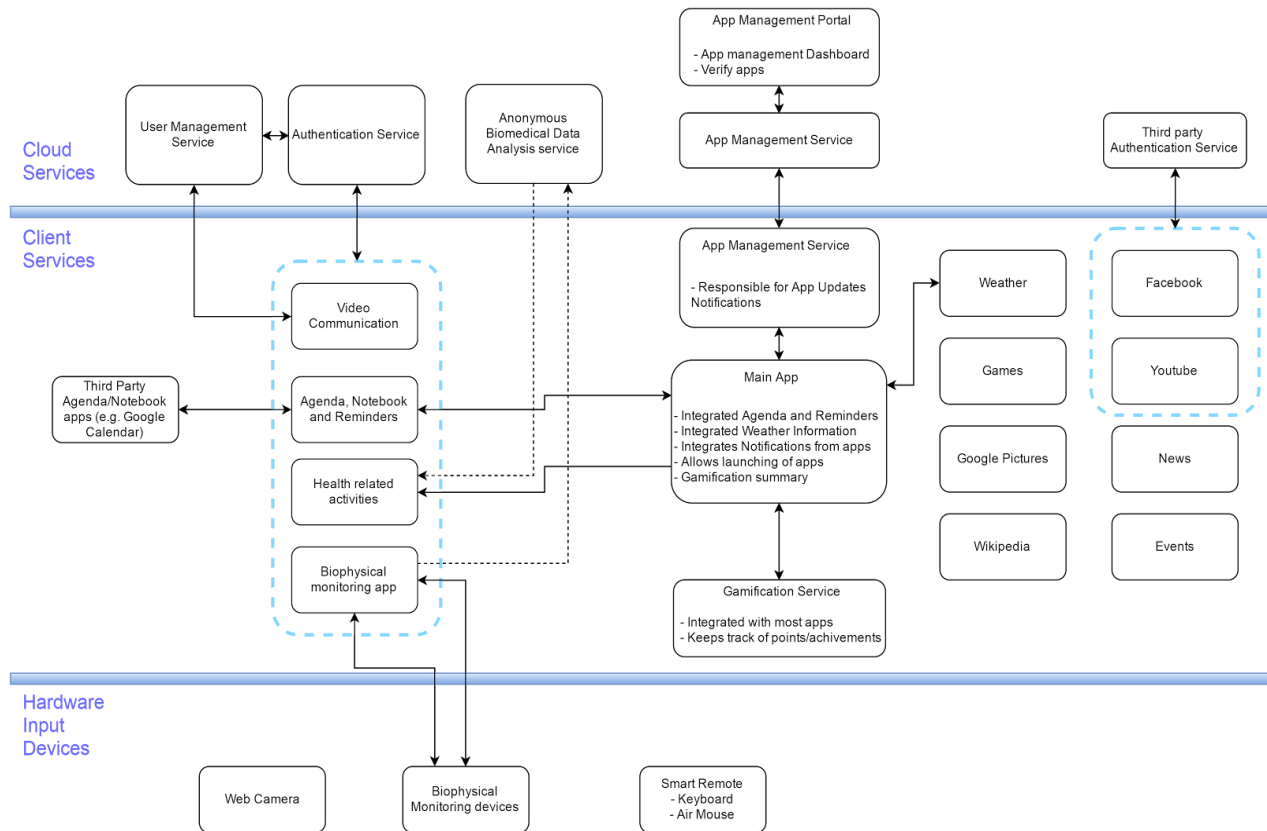 App Management Portal
- App management Dashboard
- Verify apps
User Management
Service
Authentication Service
Anonymous
Biomedical Data
Analysis service
App Management Service
Third party
Authentication Service
Cloud
Services
Client
Services
App Management Service
- Responsible for App Updates
Notifications
Weather
Facebook
Video
Communication
Games
Youtube
Third Party
Agenda/Notebook
apps (e.g. Google
Calendar)
Agenda, Notebook
and Reminders
Main App
- Integrated Agenda and Reminders
- Integrated Weather Information
- Integrates Notifications from apps
- Allows launching of apps
- Gamification summary
Google Pictures
News
Health related
activities
Wikipedia
Events
Biophysical
monitoring app
Gamification Service
- Integrated with most apps
- Keeps track of points/achivements
Hardware
Input
Devices
Web Camera
Biophysical
Monitoring devices
Smart Remote
- Keyboard
- Air Mouse